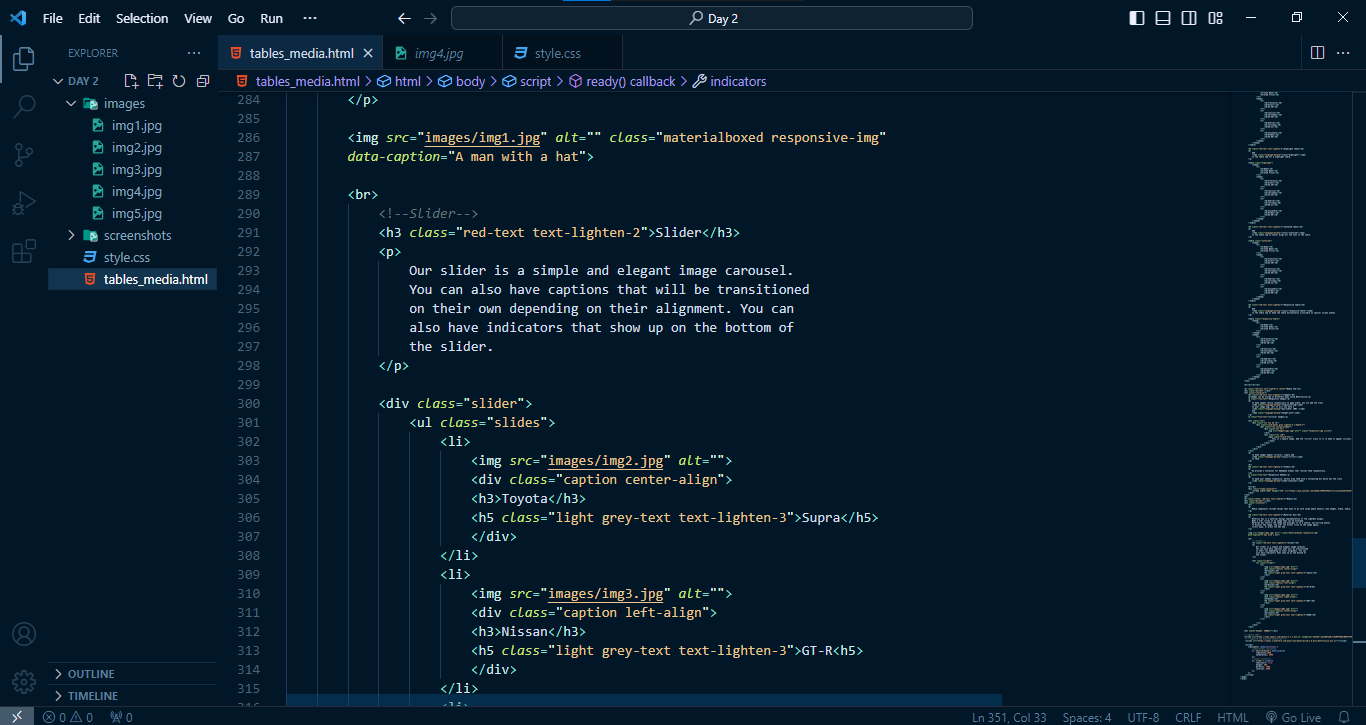 File Edit Selection View Go Run ··· Day 2
EXPLORER ···
tables_media.html
img4.jpg
style.css
DAY 2
tables_media.html > html > body > script > ready() callback > indicators
images
img1.jpg
img2.jpg
img3.jpg
img4.jpg
img5.jpg
screenshots
style.css
tables_media.html
OUTLINE
TIMELINE
284 </p>
285
286 <img src="images/img1.jpg" alt="" class="materialboxed responsive-img"
287 data-caption="A man with a hat">
288
289 <br>
290 <!--Slider-->
291 <h3 class="red-text text-lighten-2">Slider</h3>
292 <p>
293 Our slider is a simple and elegant image carousel.
294 You can also have captions that will be transitioned
295 on their own depending on their alignment. You can
296 also have indicators that show up on the bottom of
297 the slider.
298 </p>
299
300 <div class="slider">
301 <ul class="slides">
302 <li>
303 <img src="images/img2.jpg" alt="">
304 <div class="caption center-align">
305 <h3>Toyota</h3>
306 <h5 class="light grey-text text-lighten-3">Supra</h5>
307 </div>
308 </li>
309 <li>
310 <img src="images/img3.jpg" alt="">
311 <div class="caption left-align">
312 <h3>Nissan</h3>
313 <h5 class="light grey-text text-lighten-3">GT-R<h5>
314 </div>
315 </li>
316 <li>
0 0 0 Ln 351, Col 33 Spaces: 4 UTF-8 CRLF HTML Go Live